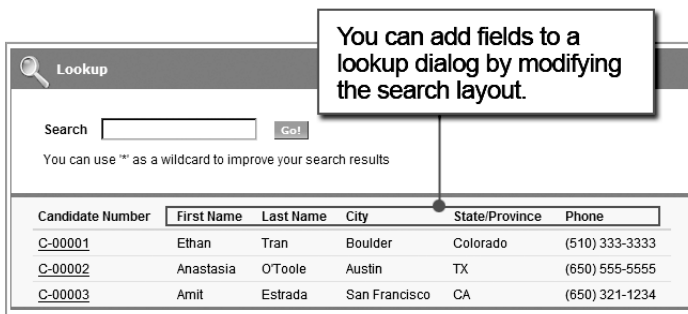 You can add fields to a
lookup dialog by modifying
the search layout.
Lookup
Search Go!
You can use '*' as a wildcard to improve your search results
Candidate Number First Name Last Name City State/Province Phone
C-00001 Ethan Tran Boulder Colorado (510) 333-3333
C-00002 Anastasia O'Toole Austin TX (650) 555-5555
C-00003 Amit Estrada San Francisco CA (650) 321-1234